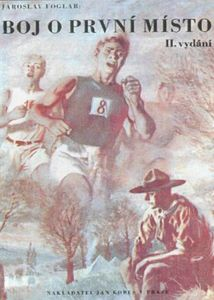 JAROSLAV FOGLAR:
BOJ O PRVNÍ MÍSTO
II. vydání
8
NAKLADATEL JAN KOBES V PRAZE